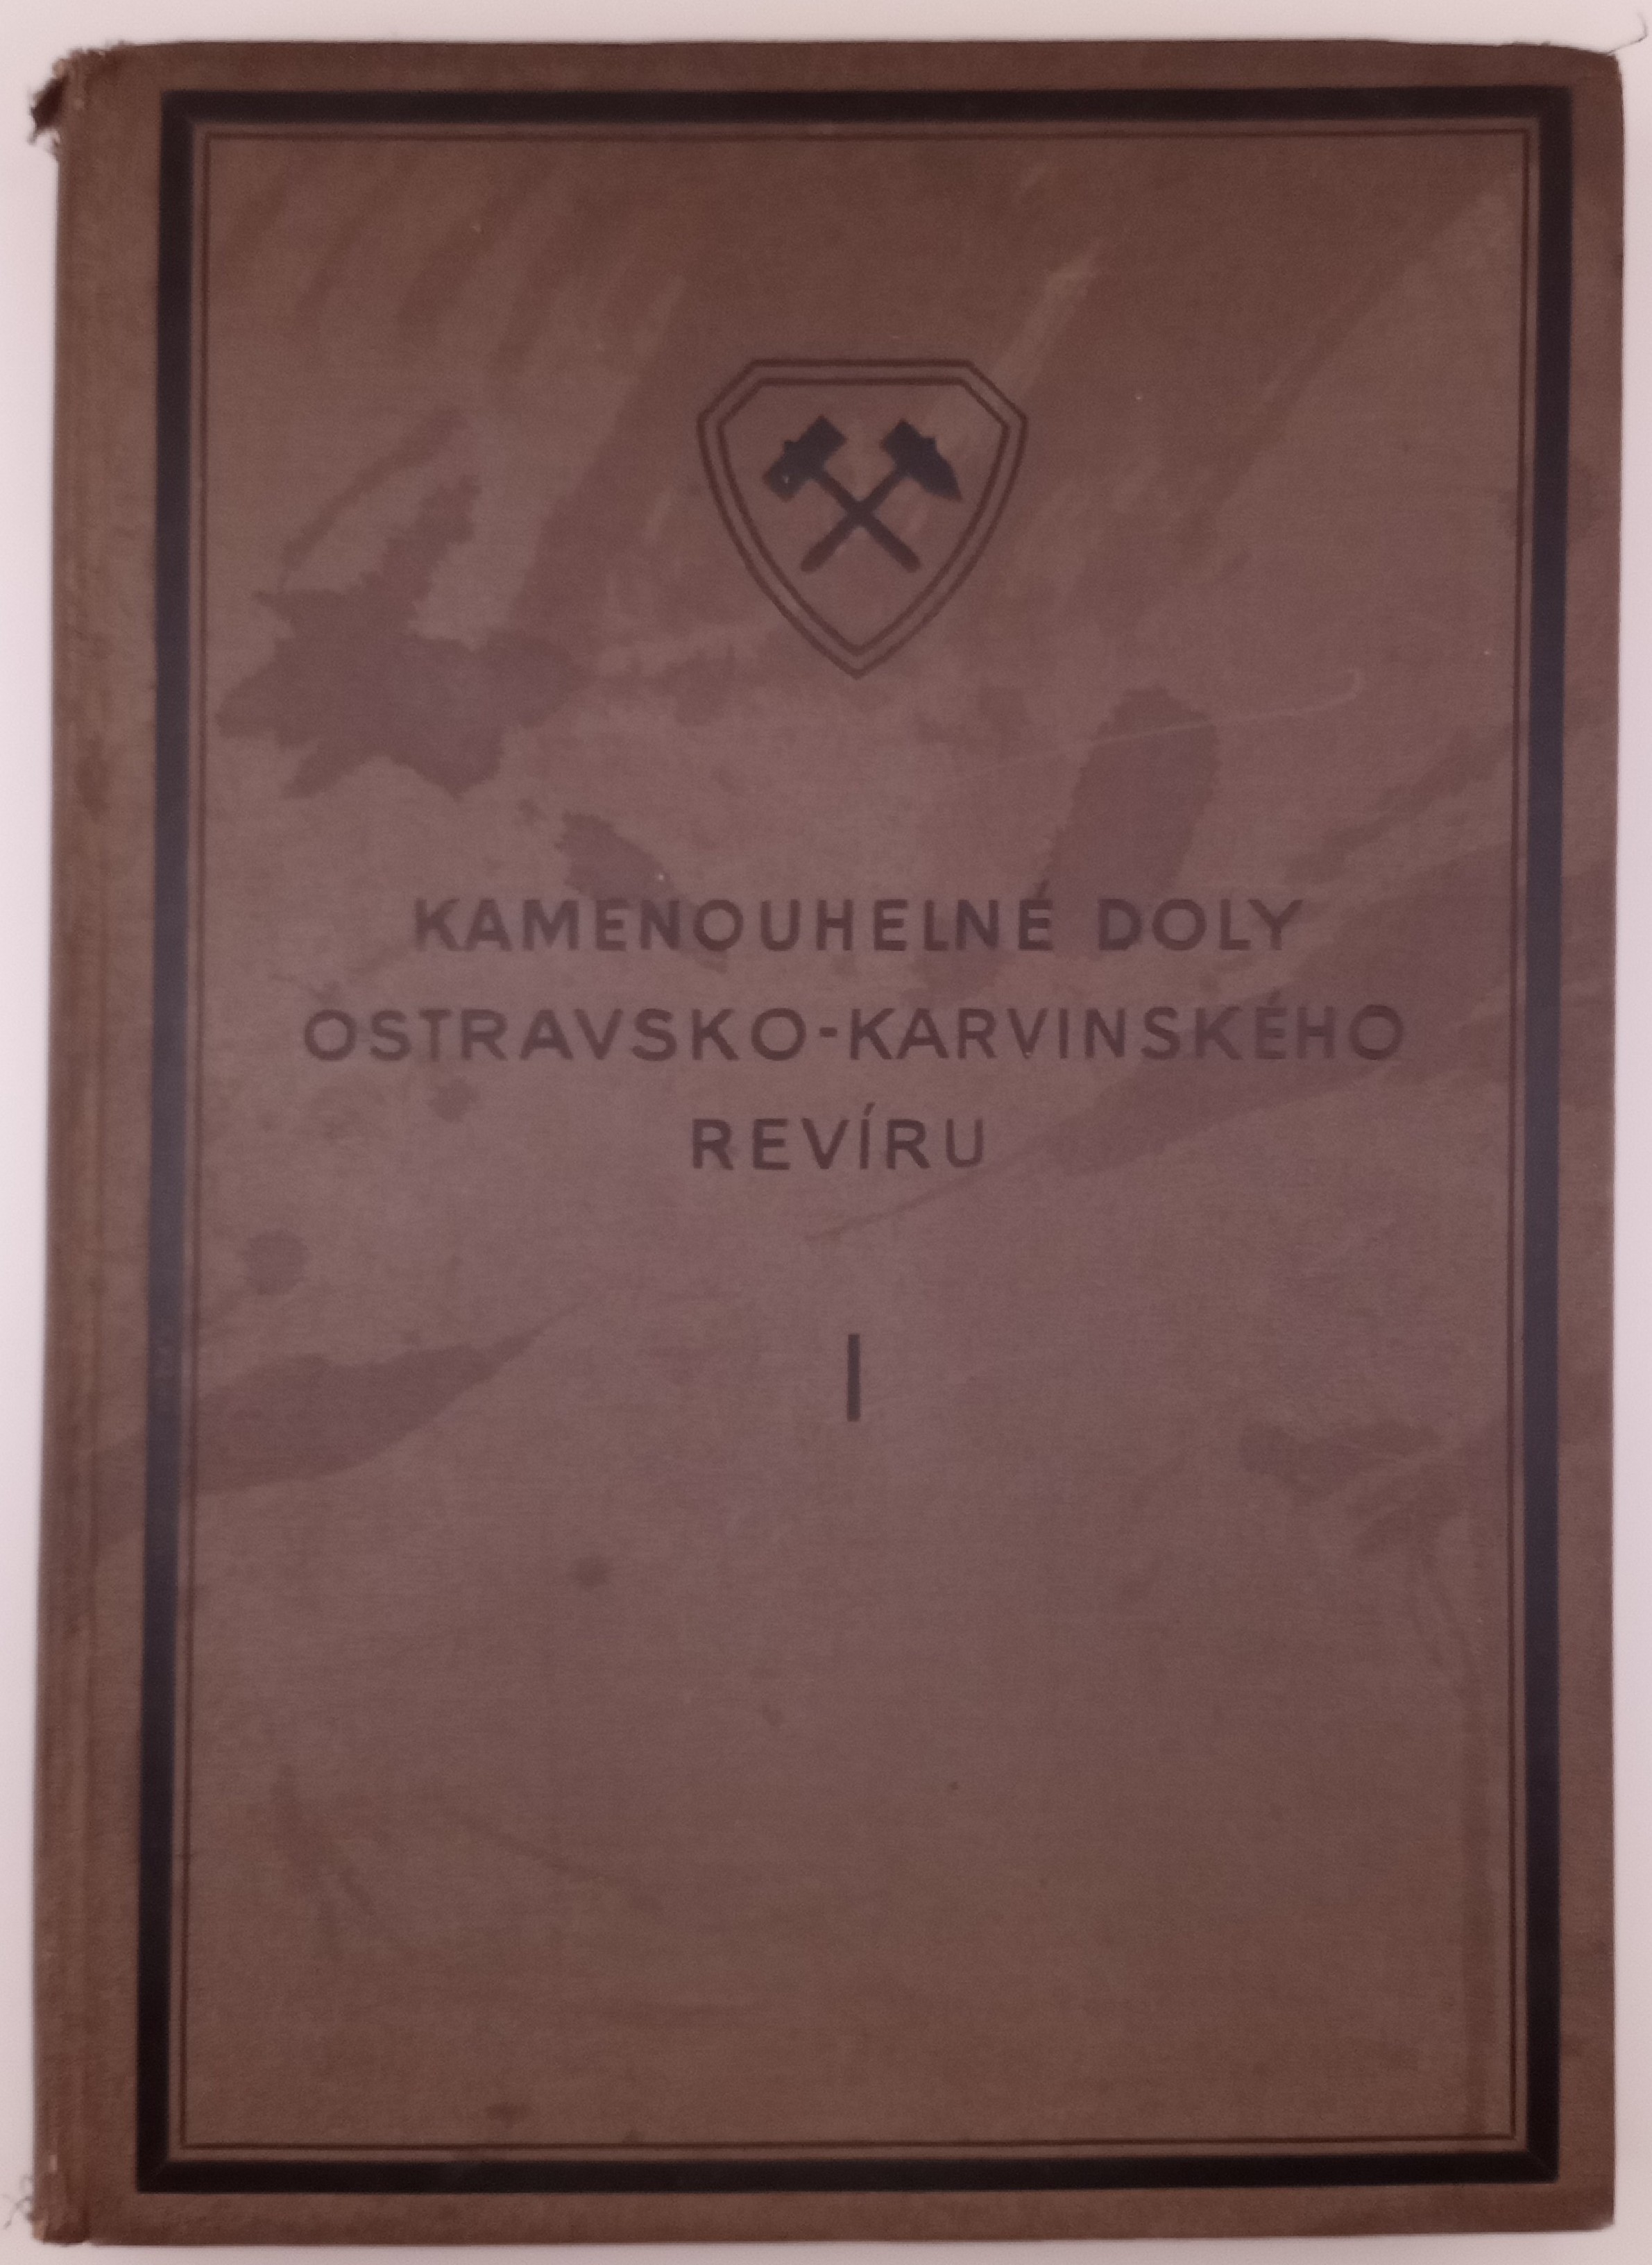 KAMENOUHELNÉ DOLY
OSTRAVSKO-KARVINSKÉHO
REVÍRU
I